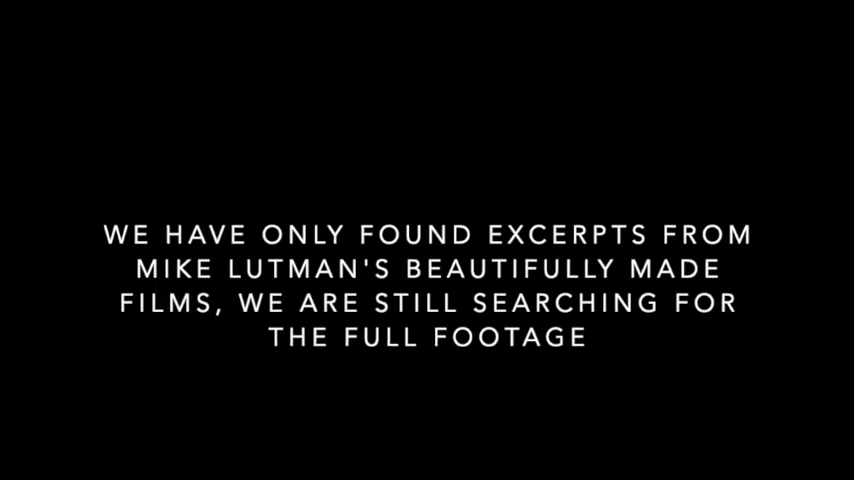 WE HAVE ONLY FOUND EXCERPTS FROM
MIKE LUTMAN'S BEAUTIFULLY MADE
FILMS, WE ARE STILL SEARCHING FOR
THE FULL FOOTAGE